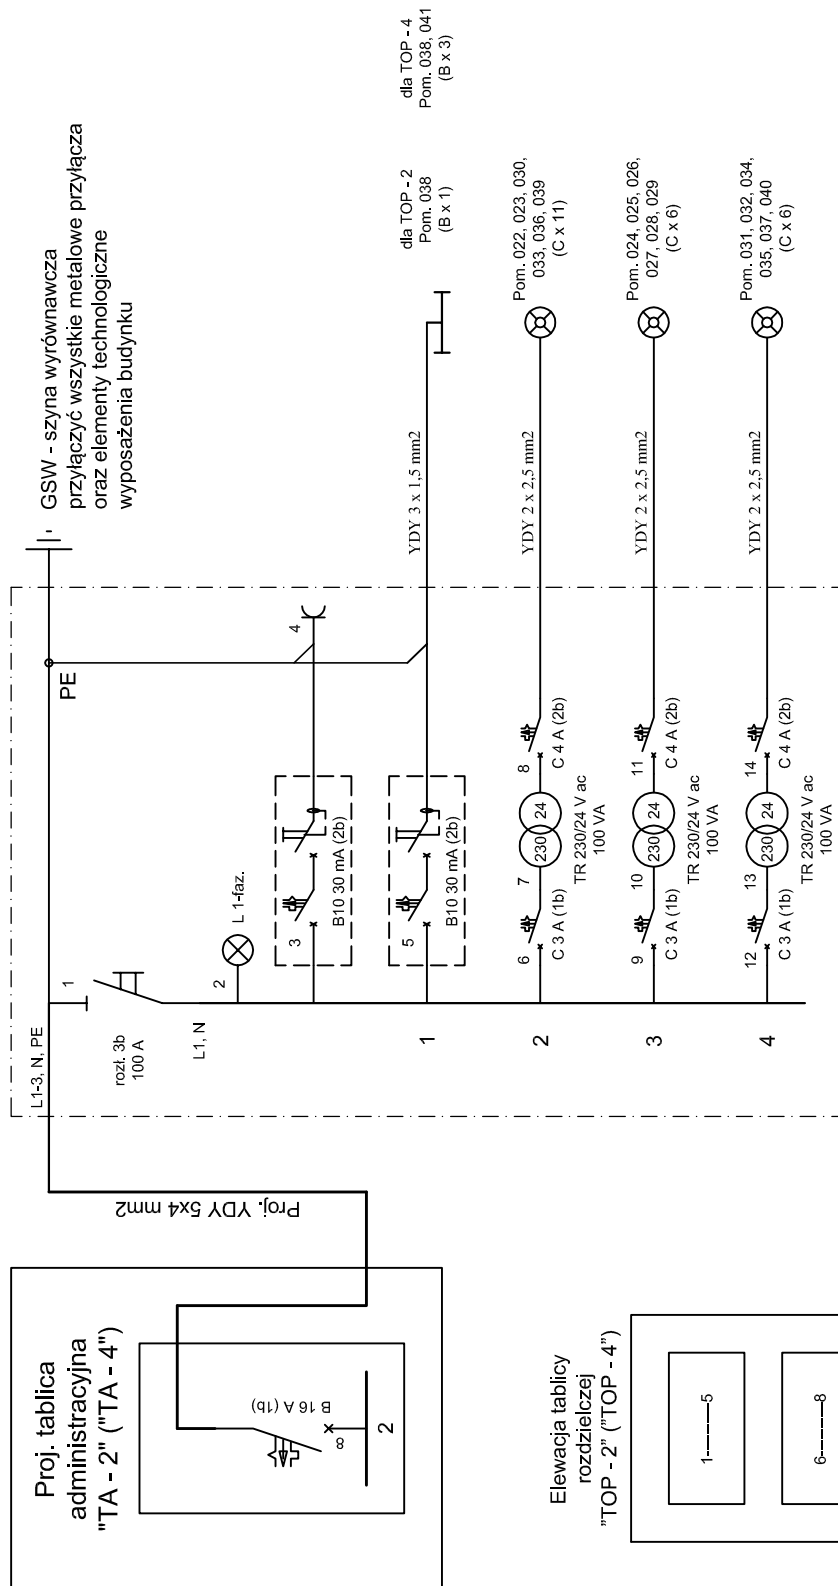 Proj. tablica
administracyjna
"TA - 2" ("TA - 4")
B 16 A (1b)
8
2
Proj. YDY 5x4 mm2
Elewacja tablicy
rozdzielczej
"TOP - 2" ("TOP - 4")
1-------5
6-------8
L1-3, N, PE
1
rozł. 3b
100 A
L1, N
2
L 1-faz.
PE
GSW - szyna wyrównawcza
przyłączyć wszystkie metalowe przyłącza
oraz elementy technologiczne
wyposażenia budynku
3
B10 30 mA (2b)
4
1
5
B10 30 mA (2b)
YDY 3 x 1,5 mm2
dla TOP - 2
Pom. 038
(B x 1)
dla TOP - 4
Pom. 038, 041
(B x 3)
2
6
C 3 A (1b)
7
230
24
TR 230/24 V ac
100 VA
8
C 4 A (2b)
YDY 2 x 2,5 mm2
Pom. 022, 023, 030,
033, 036, 039
(C x 11)
3
9
C 3 A (1b)
10
230
24
TR 230/24 V ac
100 VA
11
C 4 A (2b)
YDY 2 x 2,5 mm2
Pom. 024, 025, 026,
027, 028, 029
(C x 6)
4
12
C 3 A (1b)
13
230
24
TR 230/24 V ac
100 VA
14
C 4 A (2b)
YDY 2 x 2,5 mm2
Pom. 031, 032, 034,
035, 037, 040
(C x 6)